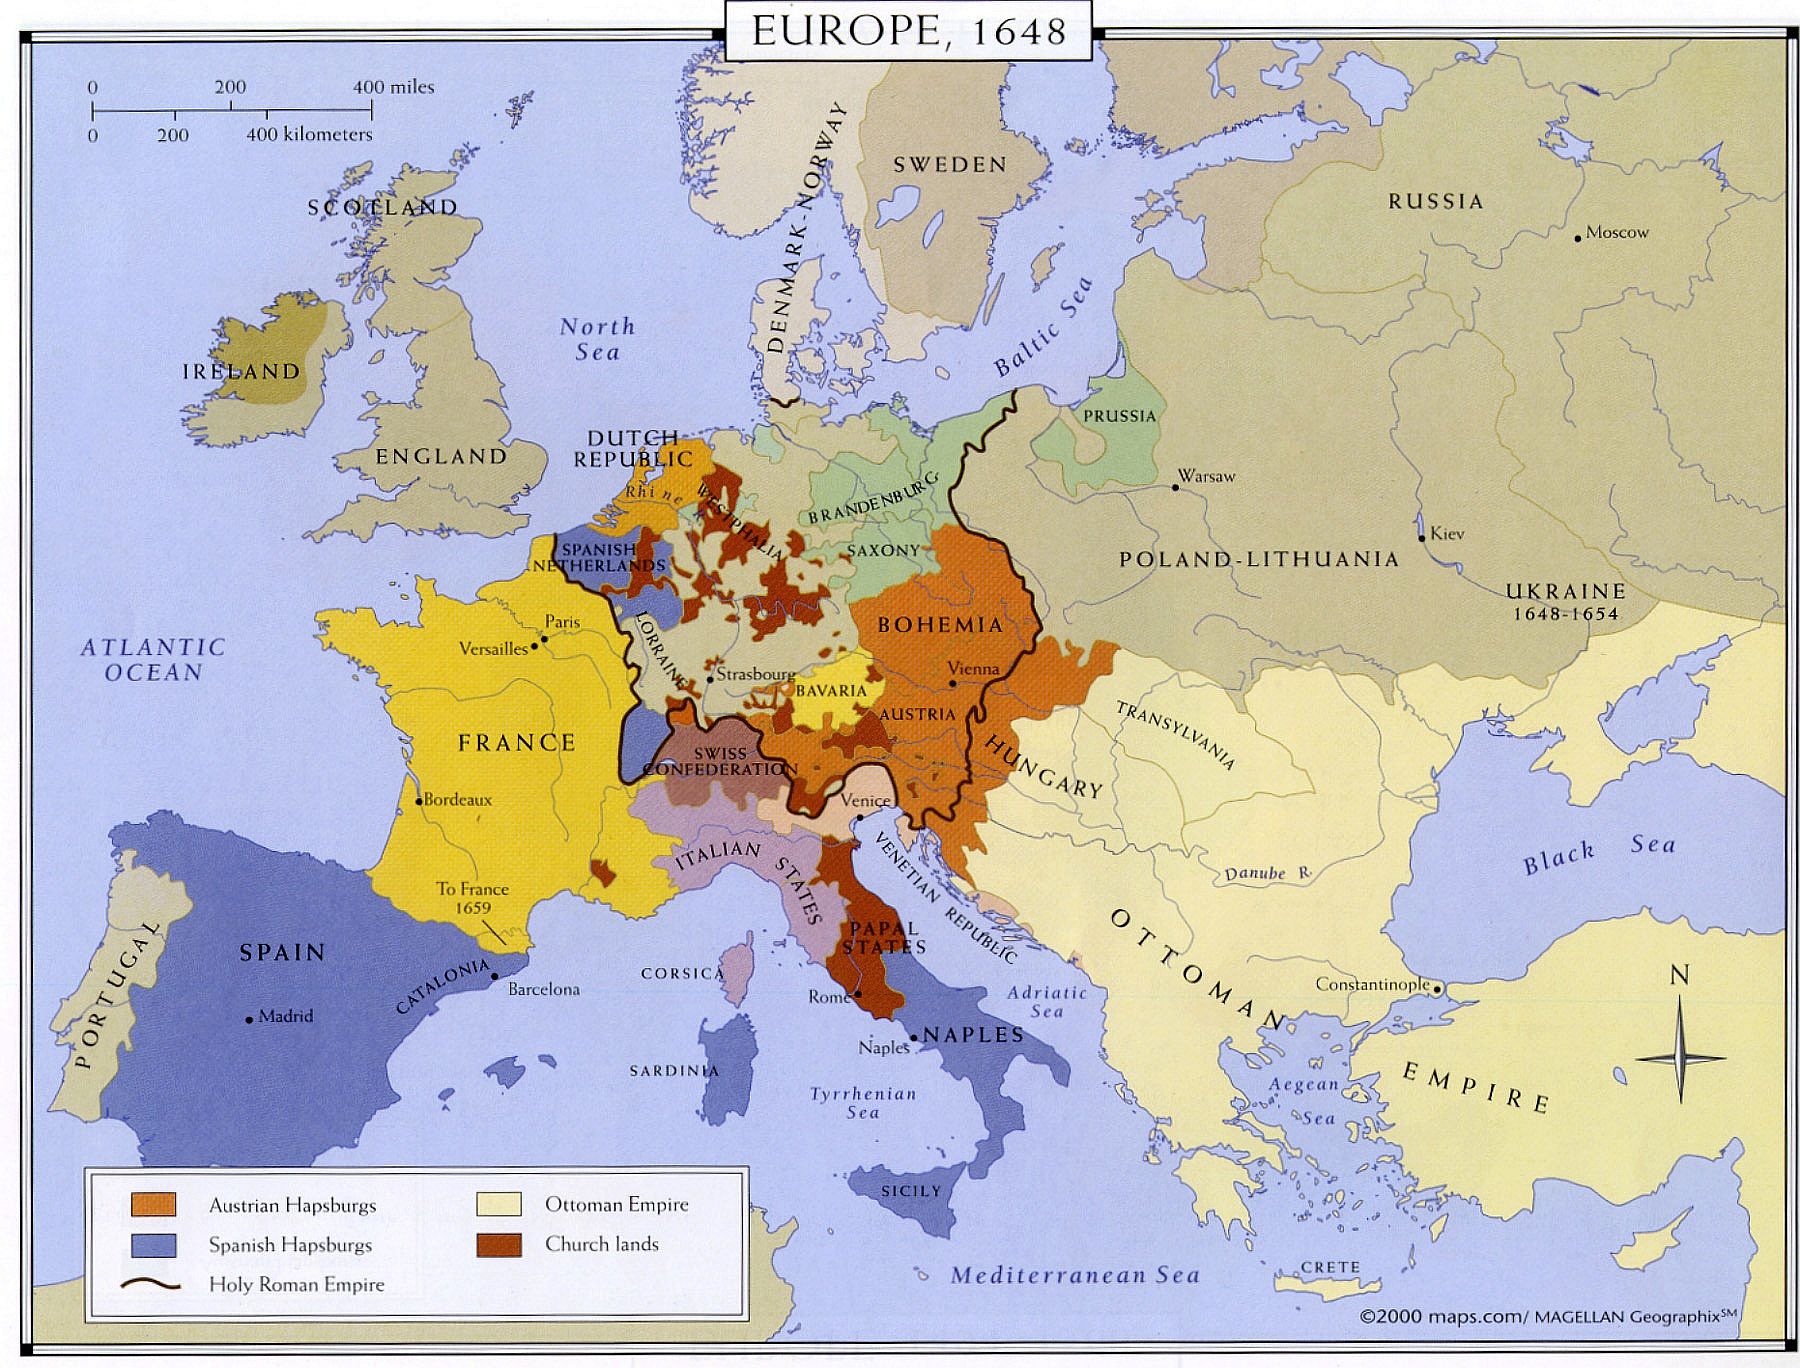 EUROPE, 1648
0 200 400 miles
0 200 400 kilometers
SCOTLAND
IRELAND
ENGLAND
North
Sea
DENMARK-NORWAY
SWEDEN
Baltic Sea
RUSSIA
Moscow
PRUSSIA
Warsaw
Kiev
POLAND-LITHUANIA
UKRAINE
1648-1654
DUTCH
REPUBLIC
Rhine
WESTPHALIA
BRANDENBURG
SAXONY
SPANISH
NETHERLANDS
LORRAINE
BOHEMIA
Paris
Versailles
Strasbourg
BAVARIA
Vienna
AUSTRIA
ATLANTIC
OCEAN
FRANCE
Bordeaux
SWISS
CONFEDERATION
HUNGARY
TRANSYLVANIA
Venice
VENETIAN REPUBLIC
ITALIAN STATES
Danube R.
Black Sea
To France
1659
PORTUGAL
SPAIN
CATALONIA
Barcelona
Madrid
CORSICA
PAPAL
STATES
Rome
Adriatic
Sea
NAPLES
Naples
SARDINIA
Tyrrhenian
Sea
SICILY
OTTOMAN EMPIRE
Constantinople
Aegean
Sea
N
CRETE
Mediterranean Sea
Austrian Hapsburgs
Spanish Hapsburgs
Holy Roman Empire
Ottoman Empire
Church lands
©2000 maps.com/ MAGELLAN Geographix℠